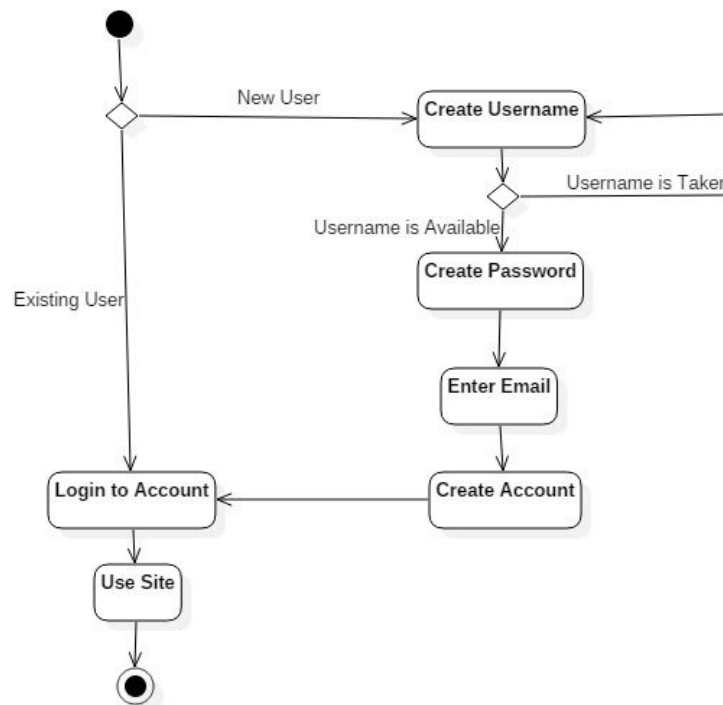 New User
Create Username
Username is Taken
Username is Available
Create Password
Existing User
Enter Email
Login to Account
Create Account
Use Site